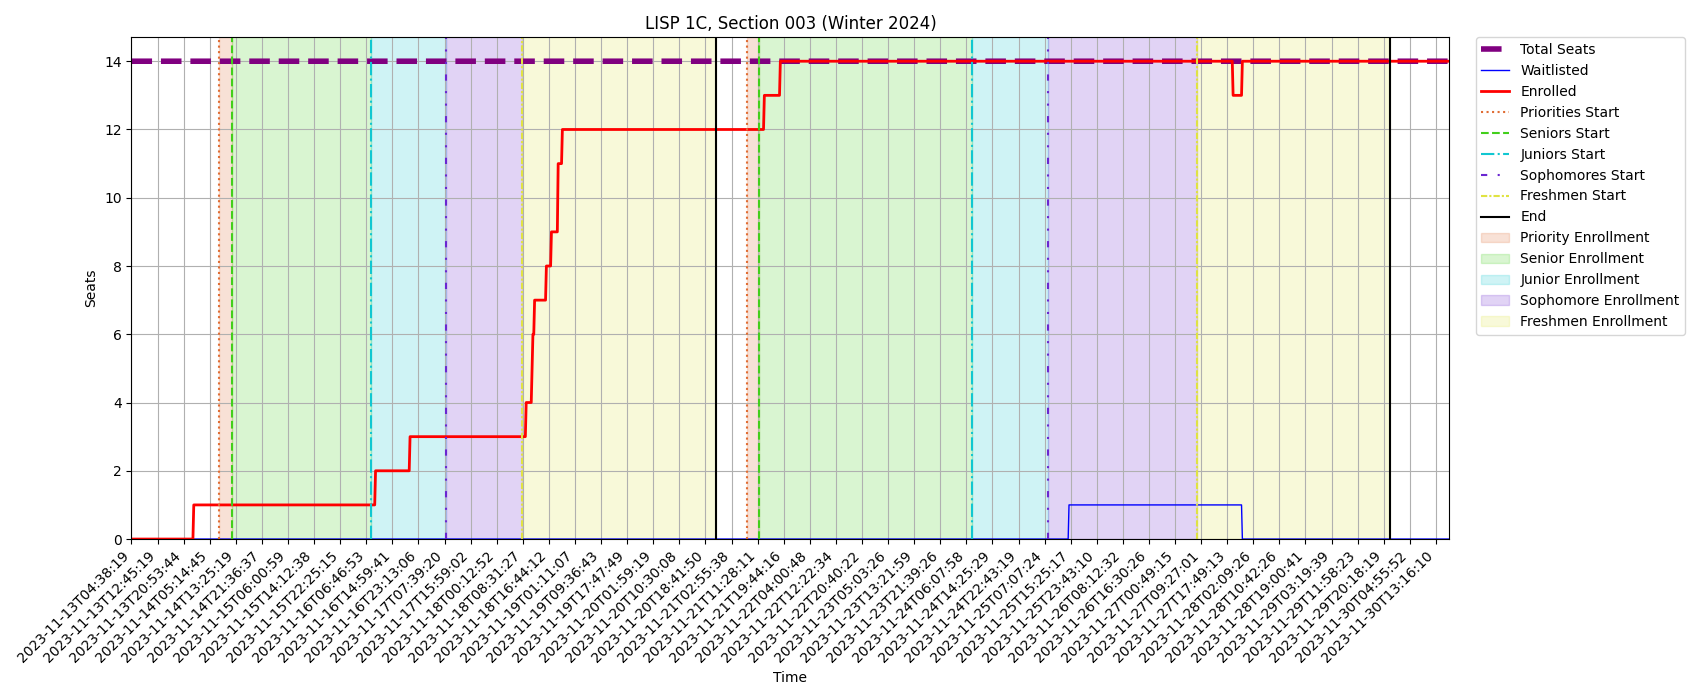 LISP 1C, Section 003 (Winter 2024)
Seats
14
12
10
8
6
4
2
0
2023-11-13T04:38:19
2023-11-13T12:45:19
2023-11-13T20:53:44
2023-11-14T05:14:45
2023-11-14T13:25:19
2023-11-14T21:36:37
2023-11-15T06:00:59
2023-11-15T14:12:38
2023-11-15T22:25:15
2023-11-16T06:46:53
2023-11-16T14:59:41
2023-11-16T23:13:06
2023-11-17T07:39:20
2023-11-17T15:59:02
2023-11-18T00:12:52
2023-11-18T08:31:27
2023-11-18T16:44:12
2023-11-19T01:11:07
2023-11-19T09:36:43
2023-11-19T17:47:49
2023-11-20T01:59:19
2023-11-20T10:30:08
2023-11-20T18:41:50
2023-11-21T02:55:38
2023-11-21T11:28:11
2023-11-21T19:44:16
2023-11-22T04:00:48
2023-11-22T12:22:34
2023-11-22T20:40:22
2023-11-23T05:03:26
2023-11-23T13:21:59
2023-11-23T21:39:26
2023-11-24T06:07:58
2023-11-24T14:25:29
2023-11-24T22:43:19
2023-11-25T07:07:24
2023-11-25T15:25:17
2023-11-25T23:43:10
2023-11-26T08:12:32
2023-11-26T16:30:26
2023-11-27T00:49:15
2023-11-27T09:27:01
2023-11-27T17:49:13
2023-11-28T02:09:26
2023-11-28T10:42:26
2023-11-28T19:00:41
2023-11-29T03:19:39
2023-11-29T11:58:23
2023-11-29T20:18:19
2023-11-30T04:55:52
2023-11-30T13:16:10
Time
Total Seats
Waitlisted
Enrolled
Priorities Start
Seniors Start
Juniors Start
Sophomores Start
Freshmen Start
End
Priority Enrollment
Senior Enrollment
Junior Enrollment
Sophomore Enrollment
Freshmen Enrollment